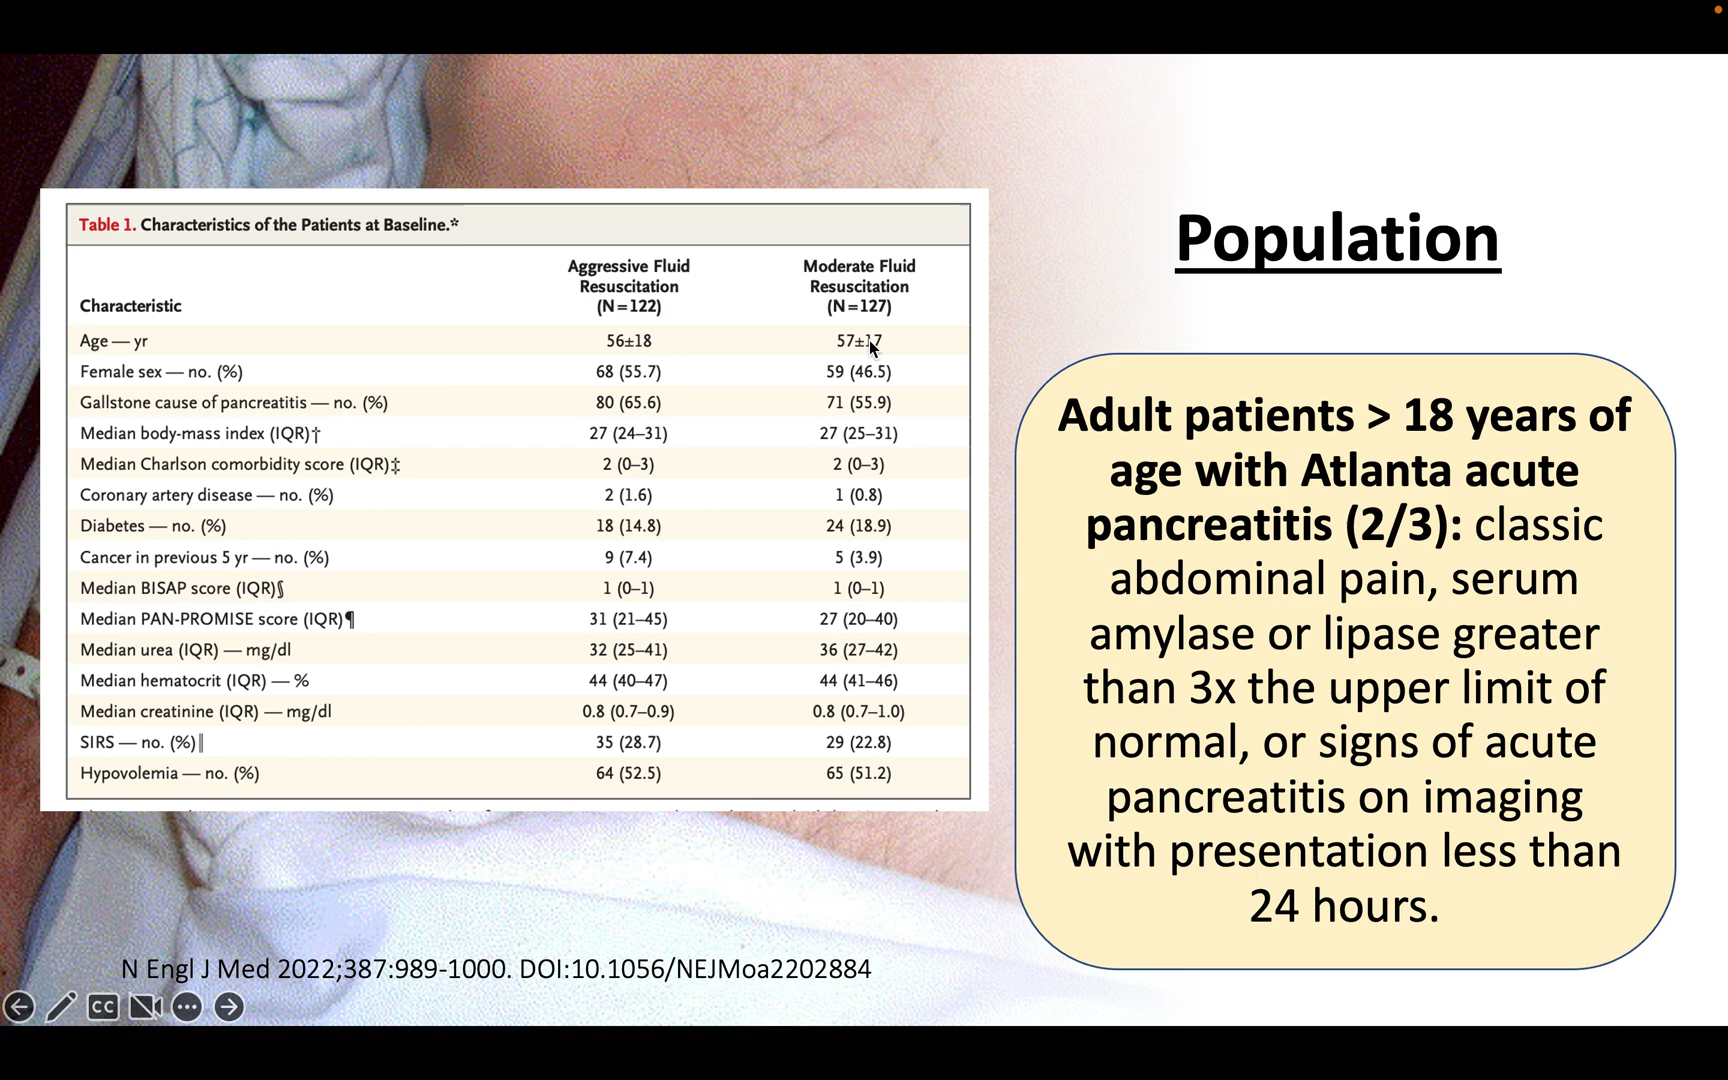 Table 1. Characteristics of the Patients at Baseline.*
Characteristic
Aggressive Fluid
Resuscitation
(N=122)
Moderate Fluid
Resuscitation
(N=127)
Age — yr 56±18 57±17
Female sex — no. (%) 68 (55.7) 59 (46.5)
Gallstone cause of pancreatitis — no. (%) 80 (65.6) 71 (55.9)
Median body-mass index (IQR)† 27 (24–31) 27 (25–31)
Median Charlson comorbidity score (IQR)‡ 2 (0–3) 2 (0–3)
Coronary artery disease — no. (%) 2 (1.6) 1 (0.8)
Diabetes — no. (%) 18 (14.8) 24 (18.9)
Cancer in previous 5 yr — no. (%) 9 (7.4) 5 (3.9)
Median BISAP score (IQR)§ 1 (0–1) 1 (0–1)
Median PAN-PROMISE score (IQR)¶ 31 (21–45) 27 (20–40)
Median urea (IQR) — mg/dl 32 (25–41) 36 (27–42)
Median hematocrit (IQR) — % 44 (40–47) 44 (41–46)
Median creatinine (IQR) — mg/dl 0.8 (0.7–0.9) 0.8 (0.7–1.0)
SIRS — no. (%)‖ 35 (28.7) 29 (22.8)
Hypovolemia — no. (%) 64 (52.5) 65 (51.2)
N Engl J Med 2022;387:989-1000. DOI:10.1056/NEJMoa2202884
CC
Population
Adult patients > 18 years of
age with Atlanta acute
pancreatitis (2/3): classic
abdominal pain, serum
amylase or lipase greater
than 3x the upper limit of
normal, or signs of acute
pancreatitis on imaging
with presentation less than
24 hours.